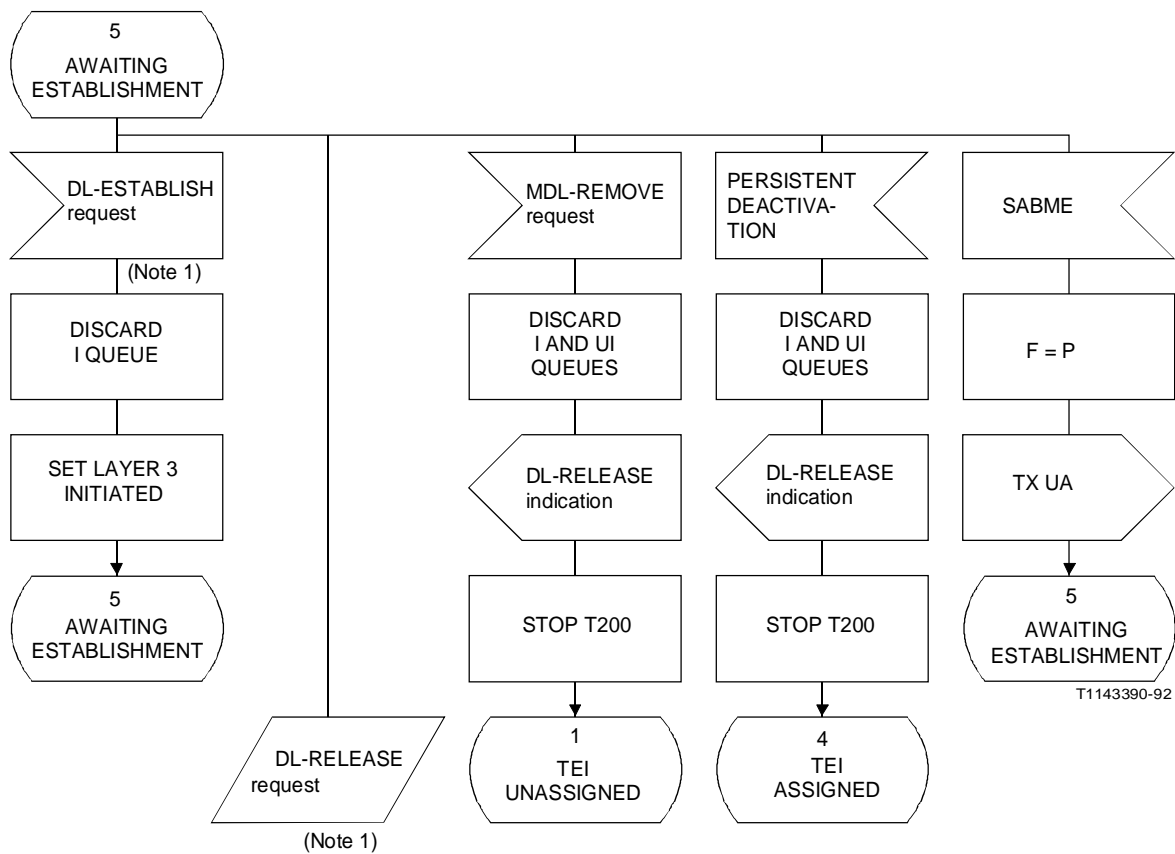 5
AWAITING
ESTABLISHMENT
DL-ESTABLISH
request
(Note 1)
DISCARD
I QUEUE
SET LAYER 3
INITIATED
5
AWAITING
ESTABLISHMENT
DL-RELEASE
request
(Note 1)
MDL-REMOVE
request
DISCARD
I AND UI
QUEUES
DL-RELEASE
indication
STOP T200
1
TEI
UNASSIGNED
PERSISTENT
DEACTIVA-
TION
DISCARD
I AND UI
QUEUES
DL-RELEASE
indication
STOP T200
4
TEI
ASSIGNED
SABME
F = P
TX UA
5
AWAITING
ESTABLISHMENT
T1143390-92